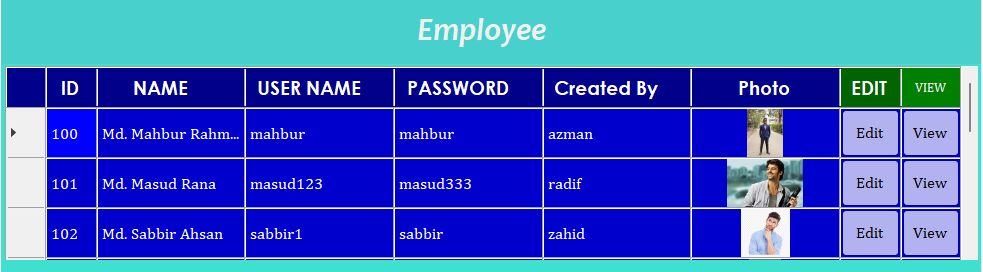 Employee
ID NAME USER NAME PASSWORD Created By Photo EDIT VIEW
100 Md. Mahbur Rahm... mahbur mahbur azman Edit View
101 Md. Masud Rana masud123 masud333 radif Edit View
102 Md. Sabbir Ahsan sabbir1 sabbir zahid Edit View